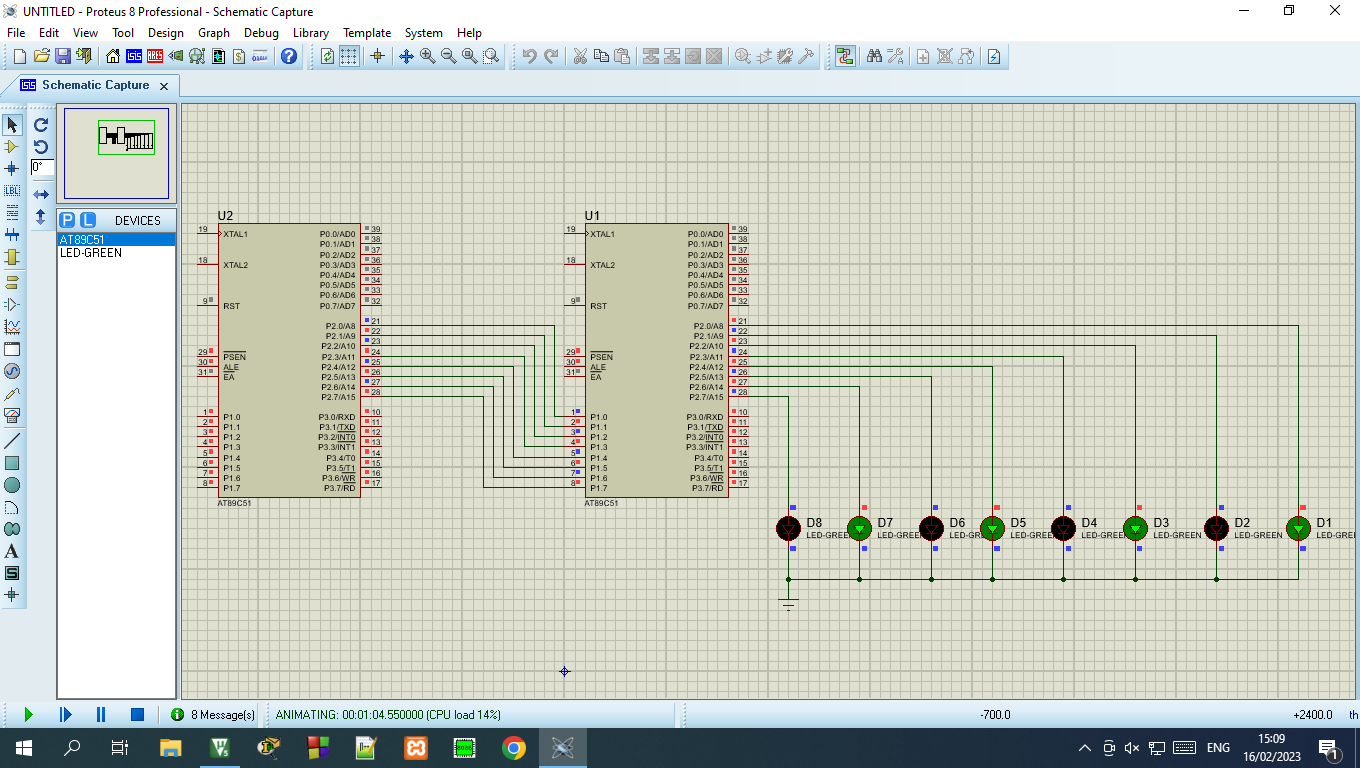 UNTITLED - Proteus 8 Professional - Schematic Capture
File Edit View Tool Design Graph Debug Library Template System Help
Schematic Capture
0°
P L DEVICES
AT89C51
LED-GREEN
LBL
A
S
U2
19 XTAL1 P0.0/AD0 39
P0.1/AD1 38
P0.2/AD2 37
18 XTAL2 P0.3/AD3 36
P0.4/AD4 35
P0.5/AD5 34
P0.6/AD6 33
9 RST P0.7/AD7 32
P2.0/A8 21
P2.1/A9 22
P2.2/A10 23
29 PSEN P2.3/A11 24
30 ALE P2.4/A12 25
31 EA P2.5/A13 26
P2.6/A14 27
P2.7/A15 28
1 P1.0 P3.0/RXD 10
2 P1.1 P3.1/TXD 11
3 P1.2 P3.2/INT0 12
4 P1.3 P3.3/INT1 13
5 P1.4 P3.4/T0 14
6 P1.5 P3.5/T1 15
7 P1.6 P3.6/WR 16
8 P1.7 P3.7/RD 17
AT89C51
U1
19 XTAL1 P0.0/AD0 39
P0.1/AD1 38
P0.2/AD2 37
18 XTAL2 P0.3/AD3 36
P0.4/AD4 35
P0.5/AD5 34
P0.6/AD6 33
9 RST P0.7/AD7 32
P2.0/A8 21
P2.1/A9 22
P2.2/A10 23
29 PSEN P2.3/A11 24
30 ALE P2.4/A12 25
31 EA P2.5/A13 26
P2.6/A14 27
P2.7/A15 28
1 P1.0 P3.0/RXD 10
2 P1.1 P3.1/TXD 11
3 P1.2 P3.2/INT0 12
4 P1.3 P3.3/INT1 13
5 P1.4 P3.4/T0 14
6 P1.5 P3.5/T1 15
7 P1.6 P3.6/WR 16
8 P1.7 P3.7/RD 17
AT89C51
D8 D7 D6 D5 D4 D3 D2 D1
LED-GREEN LED-GREEN LED-GR LED-GREEN LED-GREEN LED-GREEN LED-GREEN LED-GREE
8 Message(s) ANIMATING: 00:01:04.550000 (CPU load 14%) -700.0 +2400.0 th
ENG 15:09
16/02/2023
1